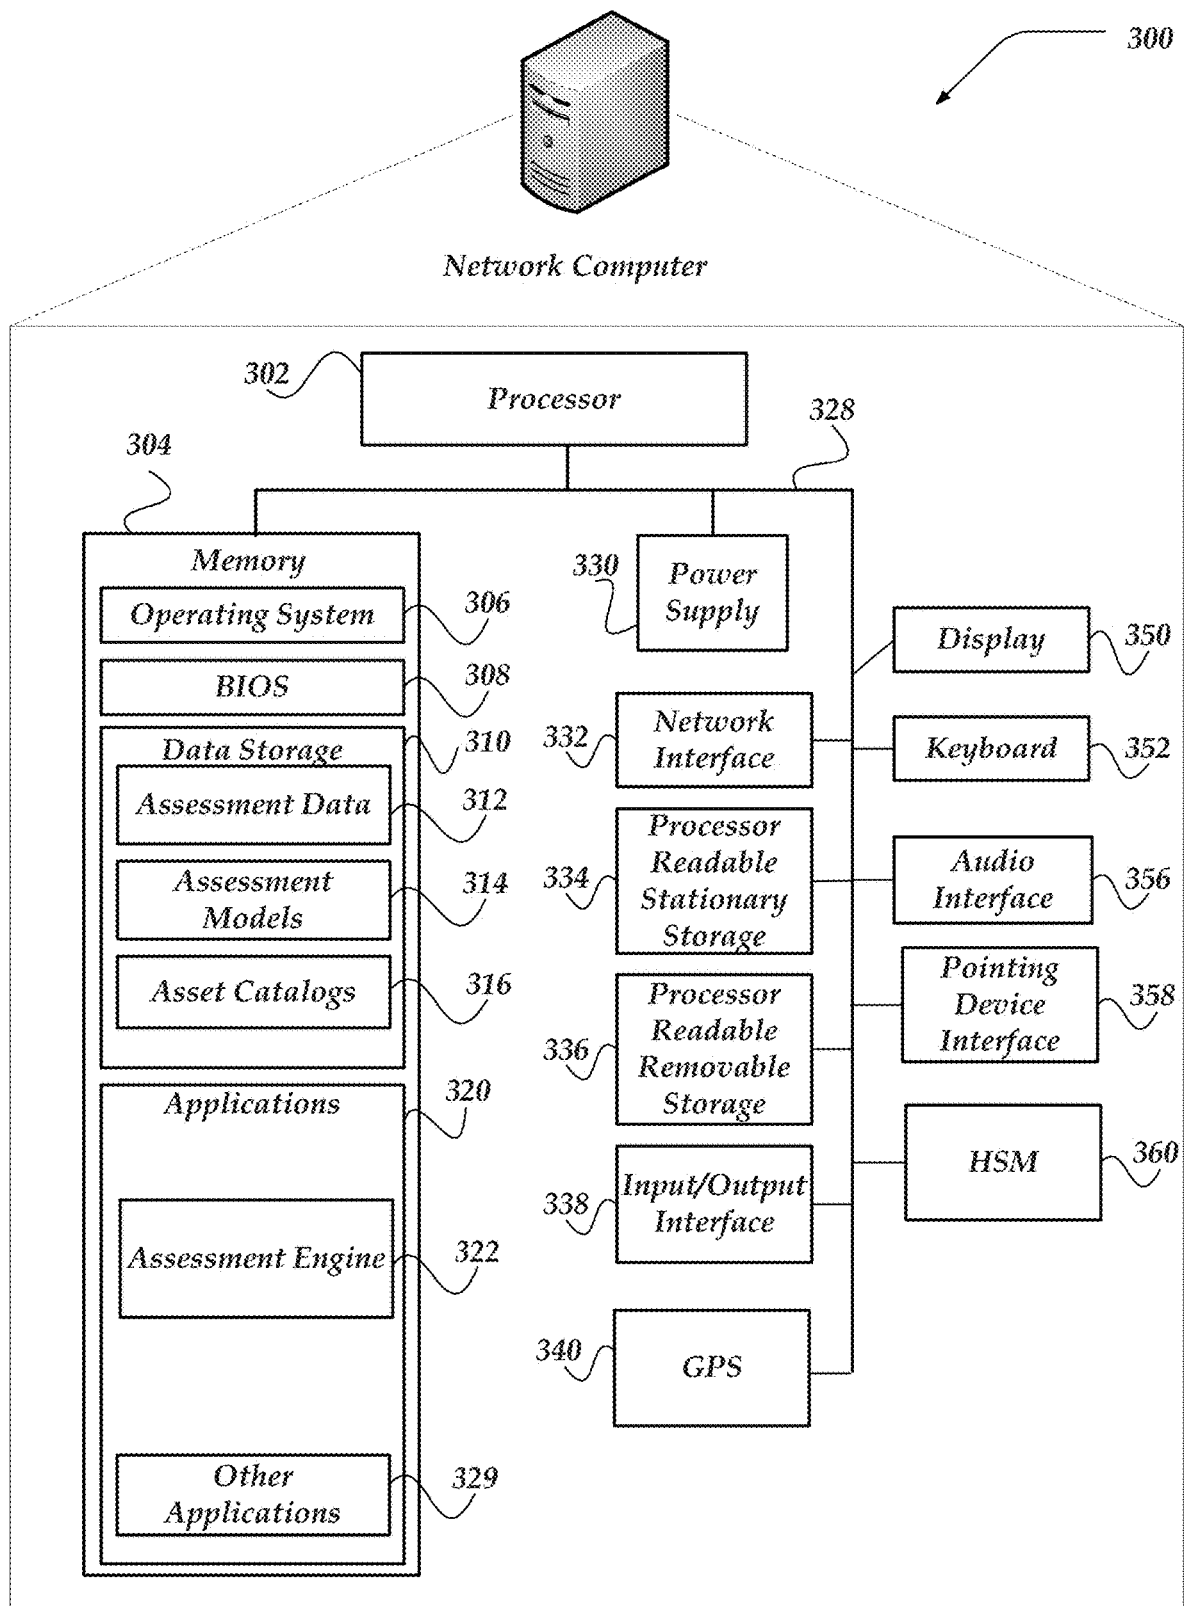 300
Network Computer
302
Processor
328
304
Memory
Operating System
306
BIOS
308
Data Storage
310
Assessment Data
312
Assessment
Models
314
Asset Catalogs
316
Applications
320
Assessment Engine
322
Other
Applications
329
330
Power
Supply
332
Network
Interface
334
Processor
Readable
Stationary
Storage
336
Processor
Readable
Removable
Storage
338
Input/Output
Interface
340
GPS
Display
350
Keyboard
352
Audio
Interface
356
Pointing
Device
Interface
358
HSM
360